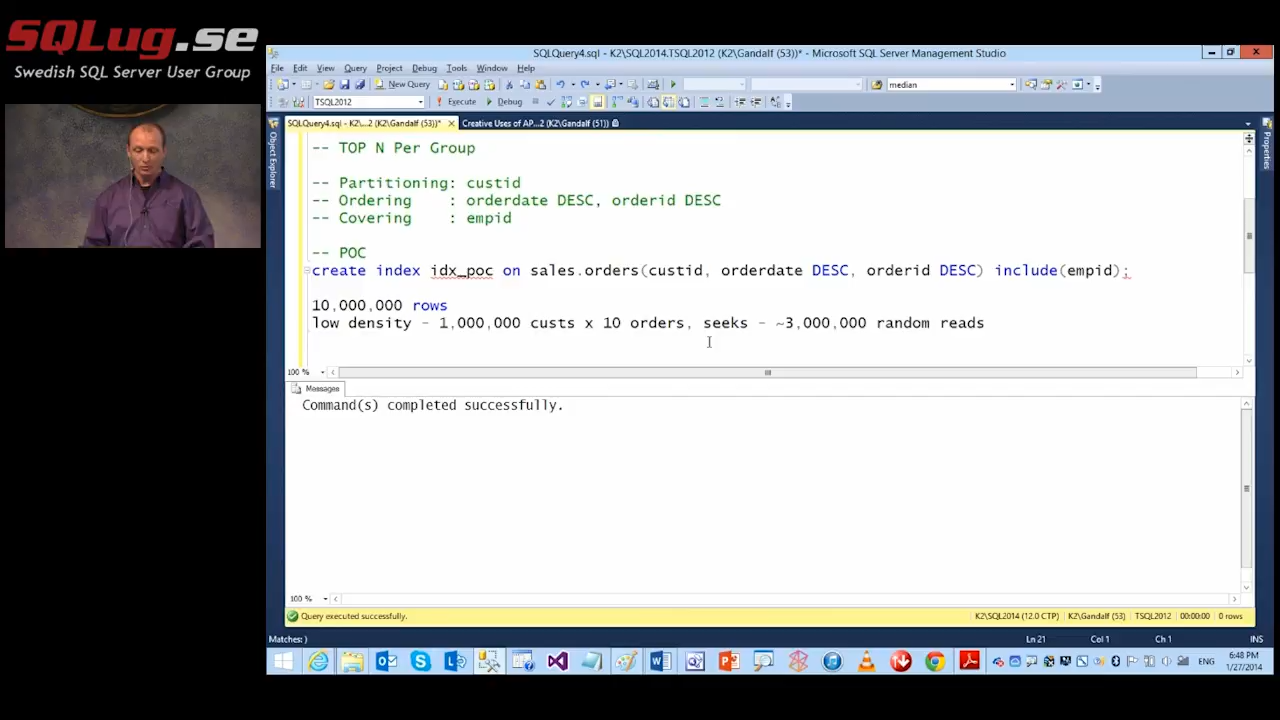 SQLug.se
Swedish SQL Server User Group
SQLQuery4.sql - K2\SQL2014.TSQL2012 (K2\Gandalf (53))* - Microsoft SQL Server Management Studio
File Edit View Query Project Debug Tools Window Help
New Query
median
TSQL2012
Execute
Debug
SQLQuery4.sql - K2\...2 (K2\Gandalf (53))*
Creative Uses of AP...2 (K2\Gandalf (51))
Object Explorer
Properties
-- TOP N Per Group
-- Partitioning: custid
-- Ordering : orderdate DESC, orderid DESC
-- Covering : empid
-- POC
create index idx_poc on sales.orders(custid, orderdate DESC, orderid DESC) include(empid);
10,000,000 rows
low density - 1,000,000 custs x 10 orders, seeks - ~3,000,000 random reads
100 %
Messages
Command(s) completed successfully.
100 %
Query executed successfully.
K2\SQL2014 (12.0 CTP)
K2\Gandalf (53)
TSQL2012
00:00:00
0 rows
Matches: )
Ln 21
Col 1
Ch 1
INS
ENG
6:48 PM
1/27/2014